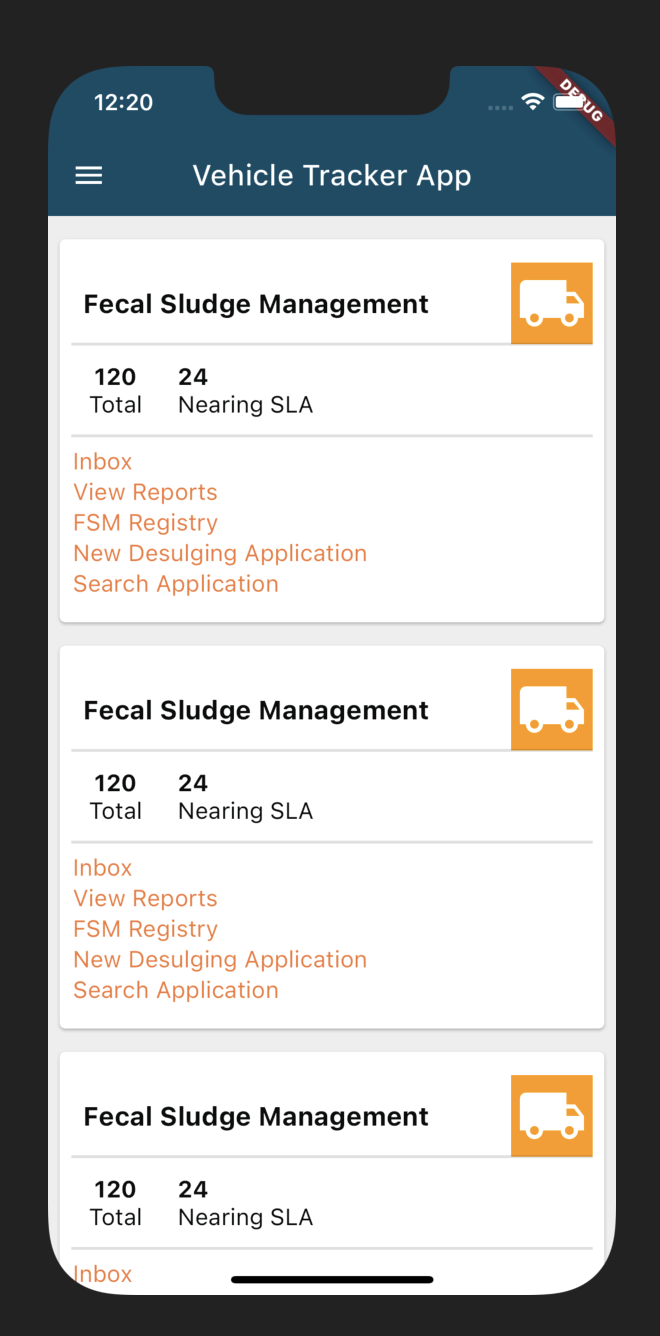 12:20
DEBUG
Vehicle Tracker App
Fecal Sludge Management
120 24
Total Nearing SLA
Inbox
View Reports
FSM Registry
New Desulging Application
Search Application
Fecal Sludge Management
120 24
Total Nearing SLA
Inbox
View Reports
FSM Registry
New Desulging Application
Search Application
Fecal Sludge Management
120 24
Total Nearing SLA
Inbox